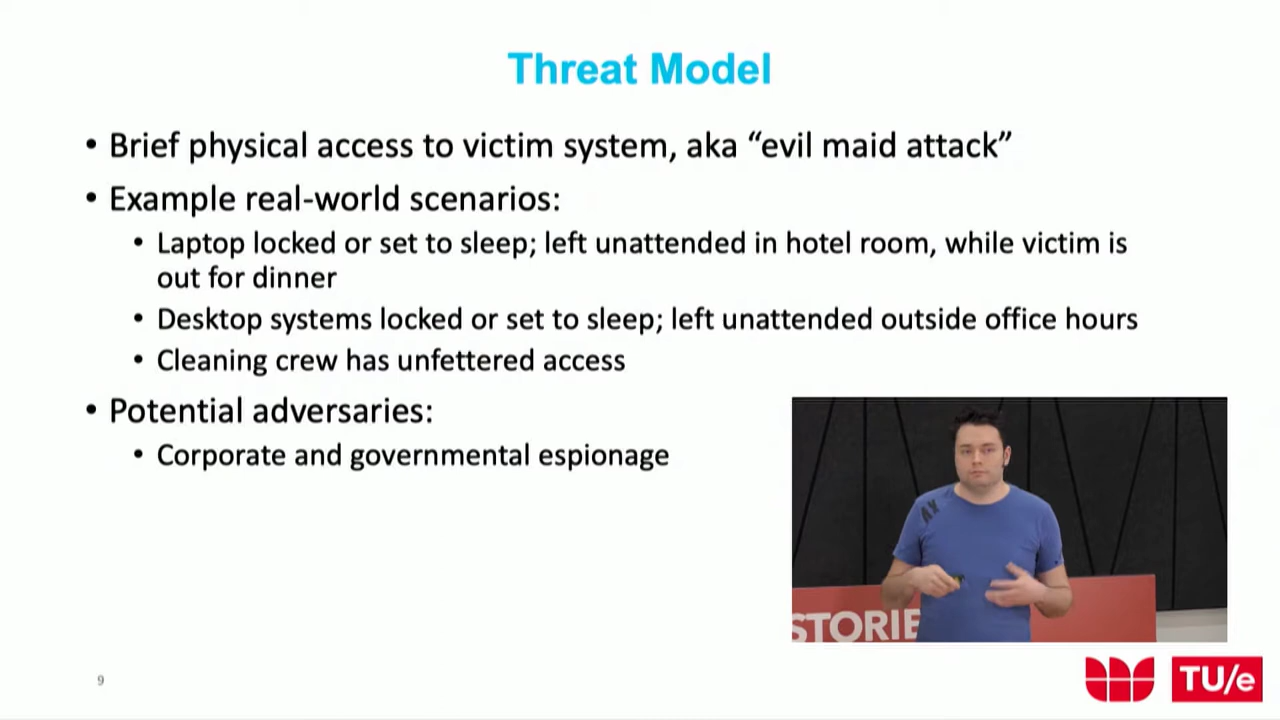 Threat Model
• Brief physical access to victim system, aka “evil maid attack”
• Example real-world scenarios:
• Laptop locked or set to sleep; left unattended in hotel room, while victim is
out for dinner
• Desktop systems locked or set to sleep; left unattended outside office hours
• Cleaning crew has unfettered access
• Potential adversaries:
• Corporate and governmental espionage
STORIE
9
TU/e